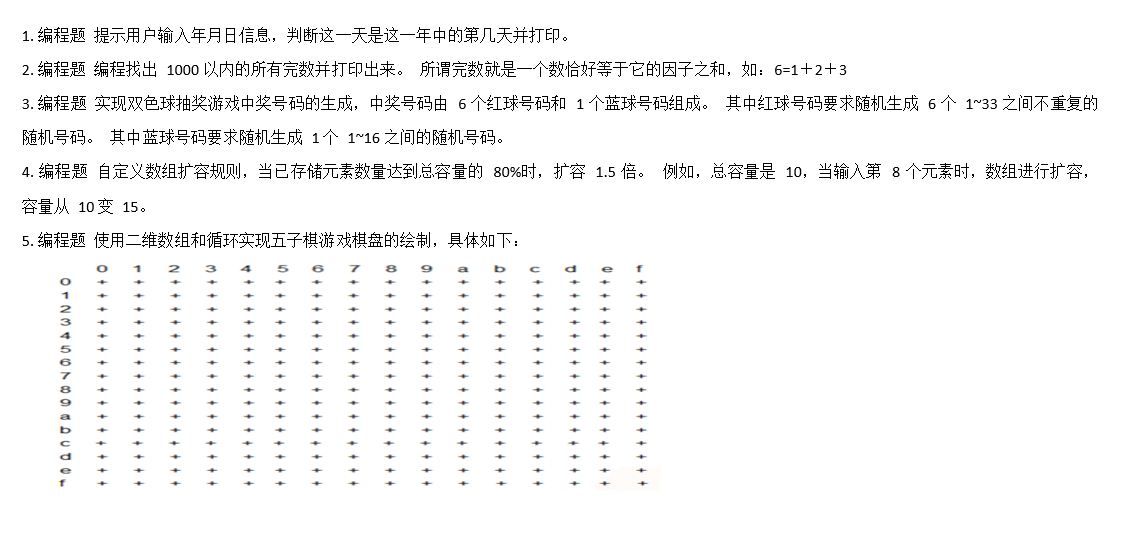 1. 编程题 提示用户输入年月日信息，判断这一天是这一年中的第几天并打印。
2. 编程题 编程找出 1000 以内的所有完数并打印出来。 所谓完数就是一个数恰好等于它的因子之和，如：6=1＋2＋3
3. 编程题 实现双色球抽奖游戏中奖号码的生成，中奖号码由 6 个红球号码和 1 个蓝球号码组成。 其中红球号码要求随机生成 6 个 1~33 之间不重复的
随机号码。 其中蓝球号码要求随机生成 1 个 1~16 之间的随机号码。
4. 编程题 自定义数组扩容规则，当已存储元素数量达到总容量的 80%时，扩容 1.5 倍。 例如，总容量是 10，当输入第 8 个元素时，数组进行扩容，
容量从 10 变 15。
5. 编程题 使用二维数组和循环实现五子棋游戏棋盘的绘制，具体如下：
0 1 2 3 4 5 6 7 8 9 a b c d e f
0 + + + + + + + + + + + + + + + +
1 + + + + + + + + + + + + + + + +
2 + + + + + + + + + + + + + + + +
3 + + + + + + + + + + + + + + + +
4 + + + + + + + + + + + + + + + +
5 + + + + + + + + + + + + + + + +
6 + + + + + + + + + + + + + + + +
7 + + + + + + + + + + + + + + + +
8 + + + + + + + + + + + + + + + +
9 + + + + + + + + + + + + + + + +
a + + + + + + + + + + + + + + + +
b + + + + + + + + + + + + + + + +
c + + + + + + + + + + + + + + + +
d + + + + + + + + + + + + + + + +
e + + + + + + + + + + + + + + + +
f + + + + + + + + + + + + + + + +